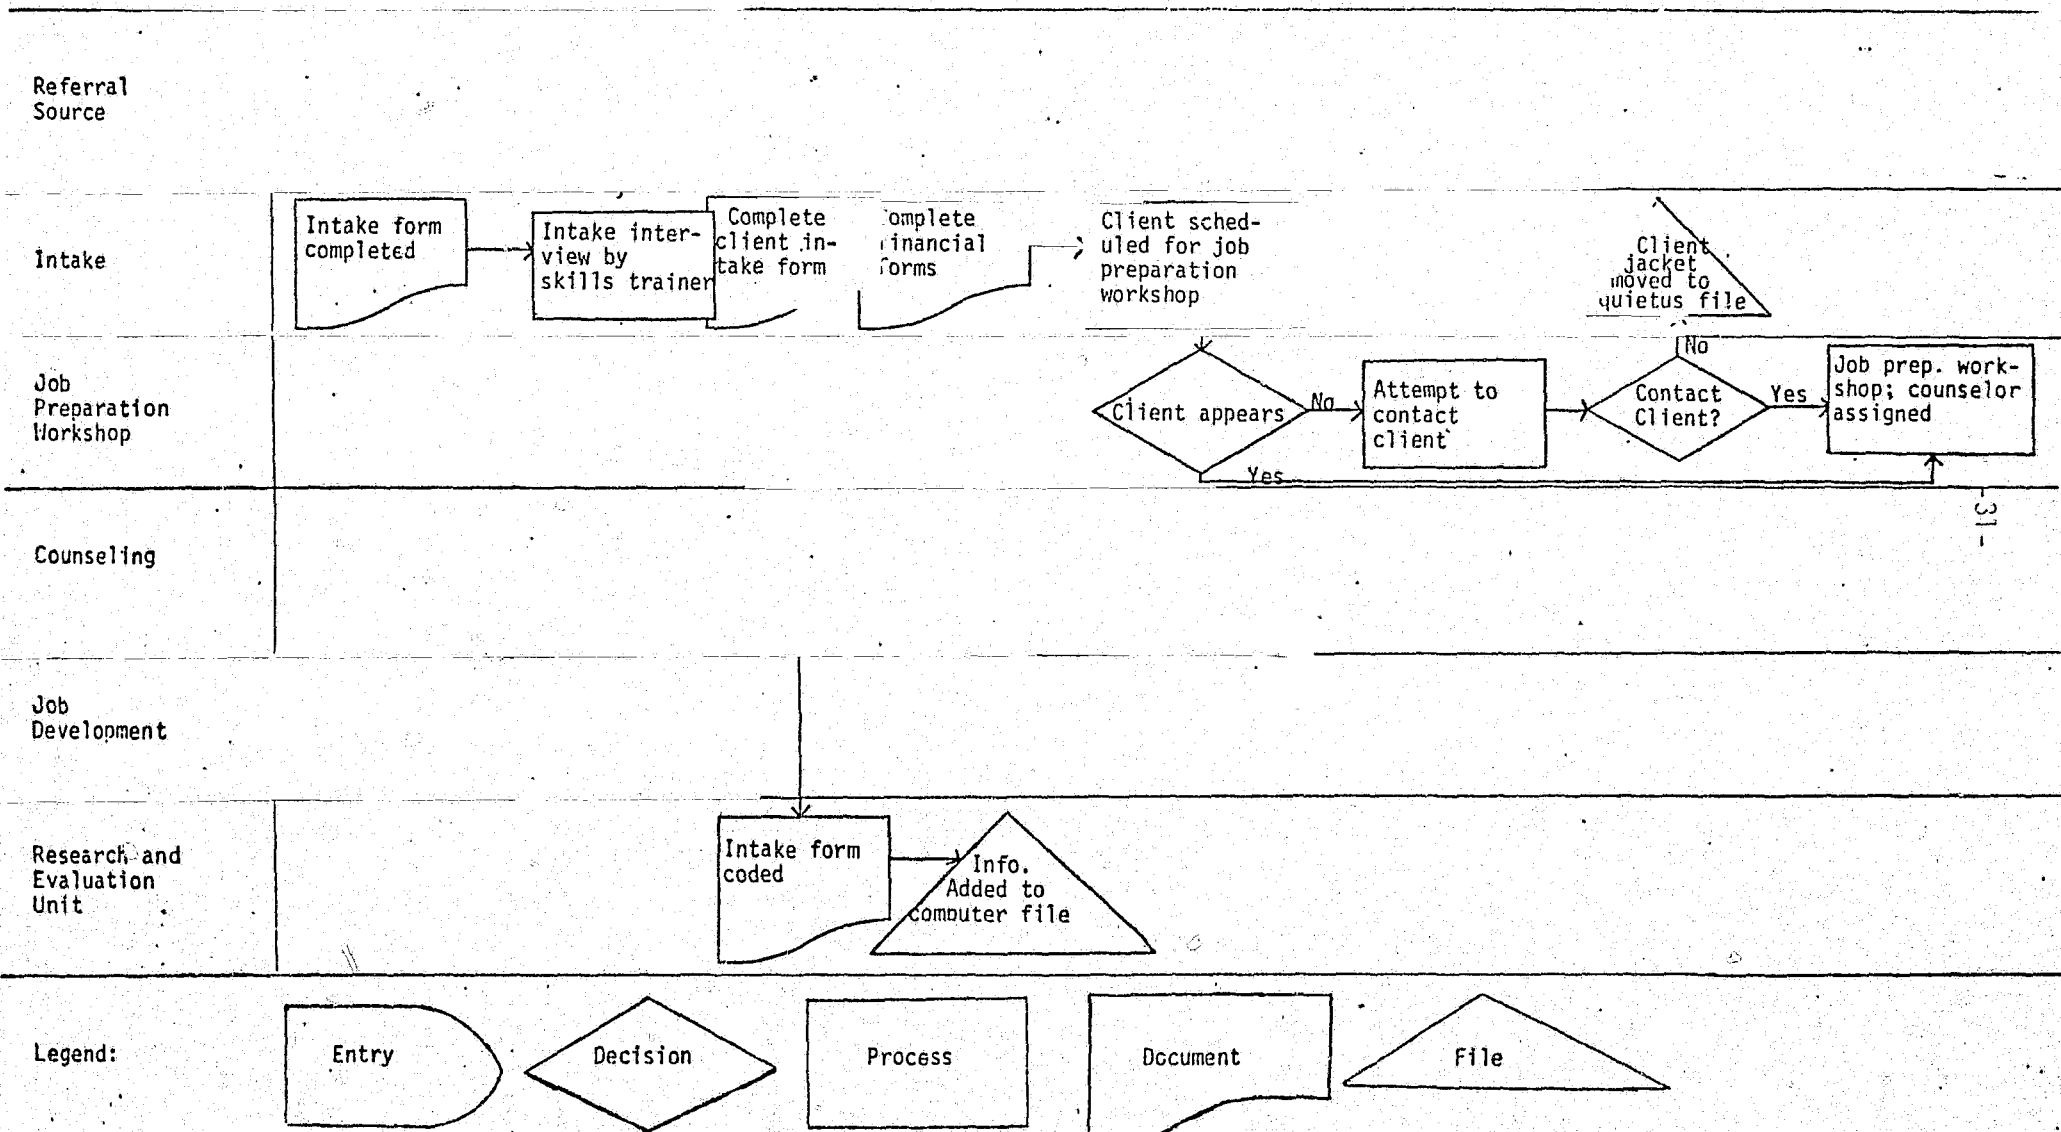 Referral
Source
Intake
Intake form
completed
Intake inter-
view by
skills trainer
Complete
client in-
take form
omplete
inancial
forms
Client sched-
uled for job
preparation
workshop
Client
jacket
moved to
quietus file
Job
Preparation
Workshop
Client appears
No
Yes
Attempt to
contact
client
Contact
Client?
No
Yes
Job prep. work-
shop; counselor
assigned
-31-
Counseling
Job
Development
Research and
Evaluation
Unit
Intake form
coded
Info.
Added to
computer file
Legend:
Entry
Decision
Process
Document
File